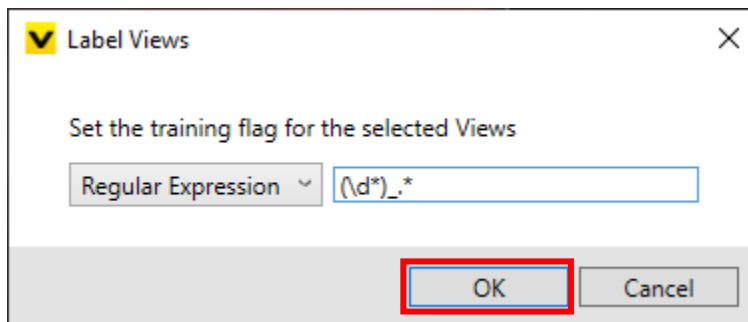 Label Views
Set the training flag for the selected Views
Regular Expression (\d*)_.*
OK Cancel